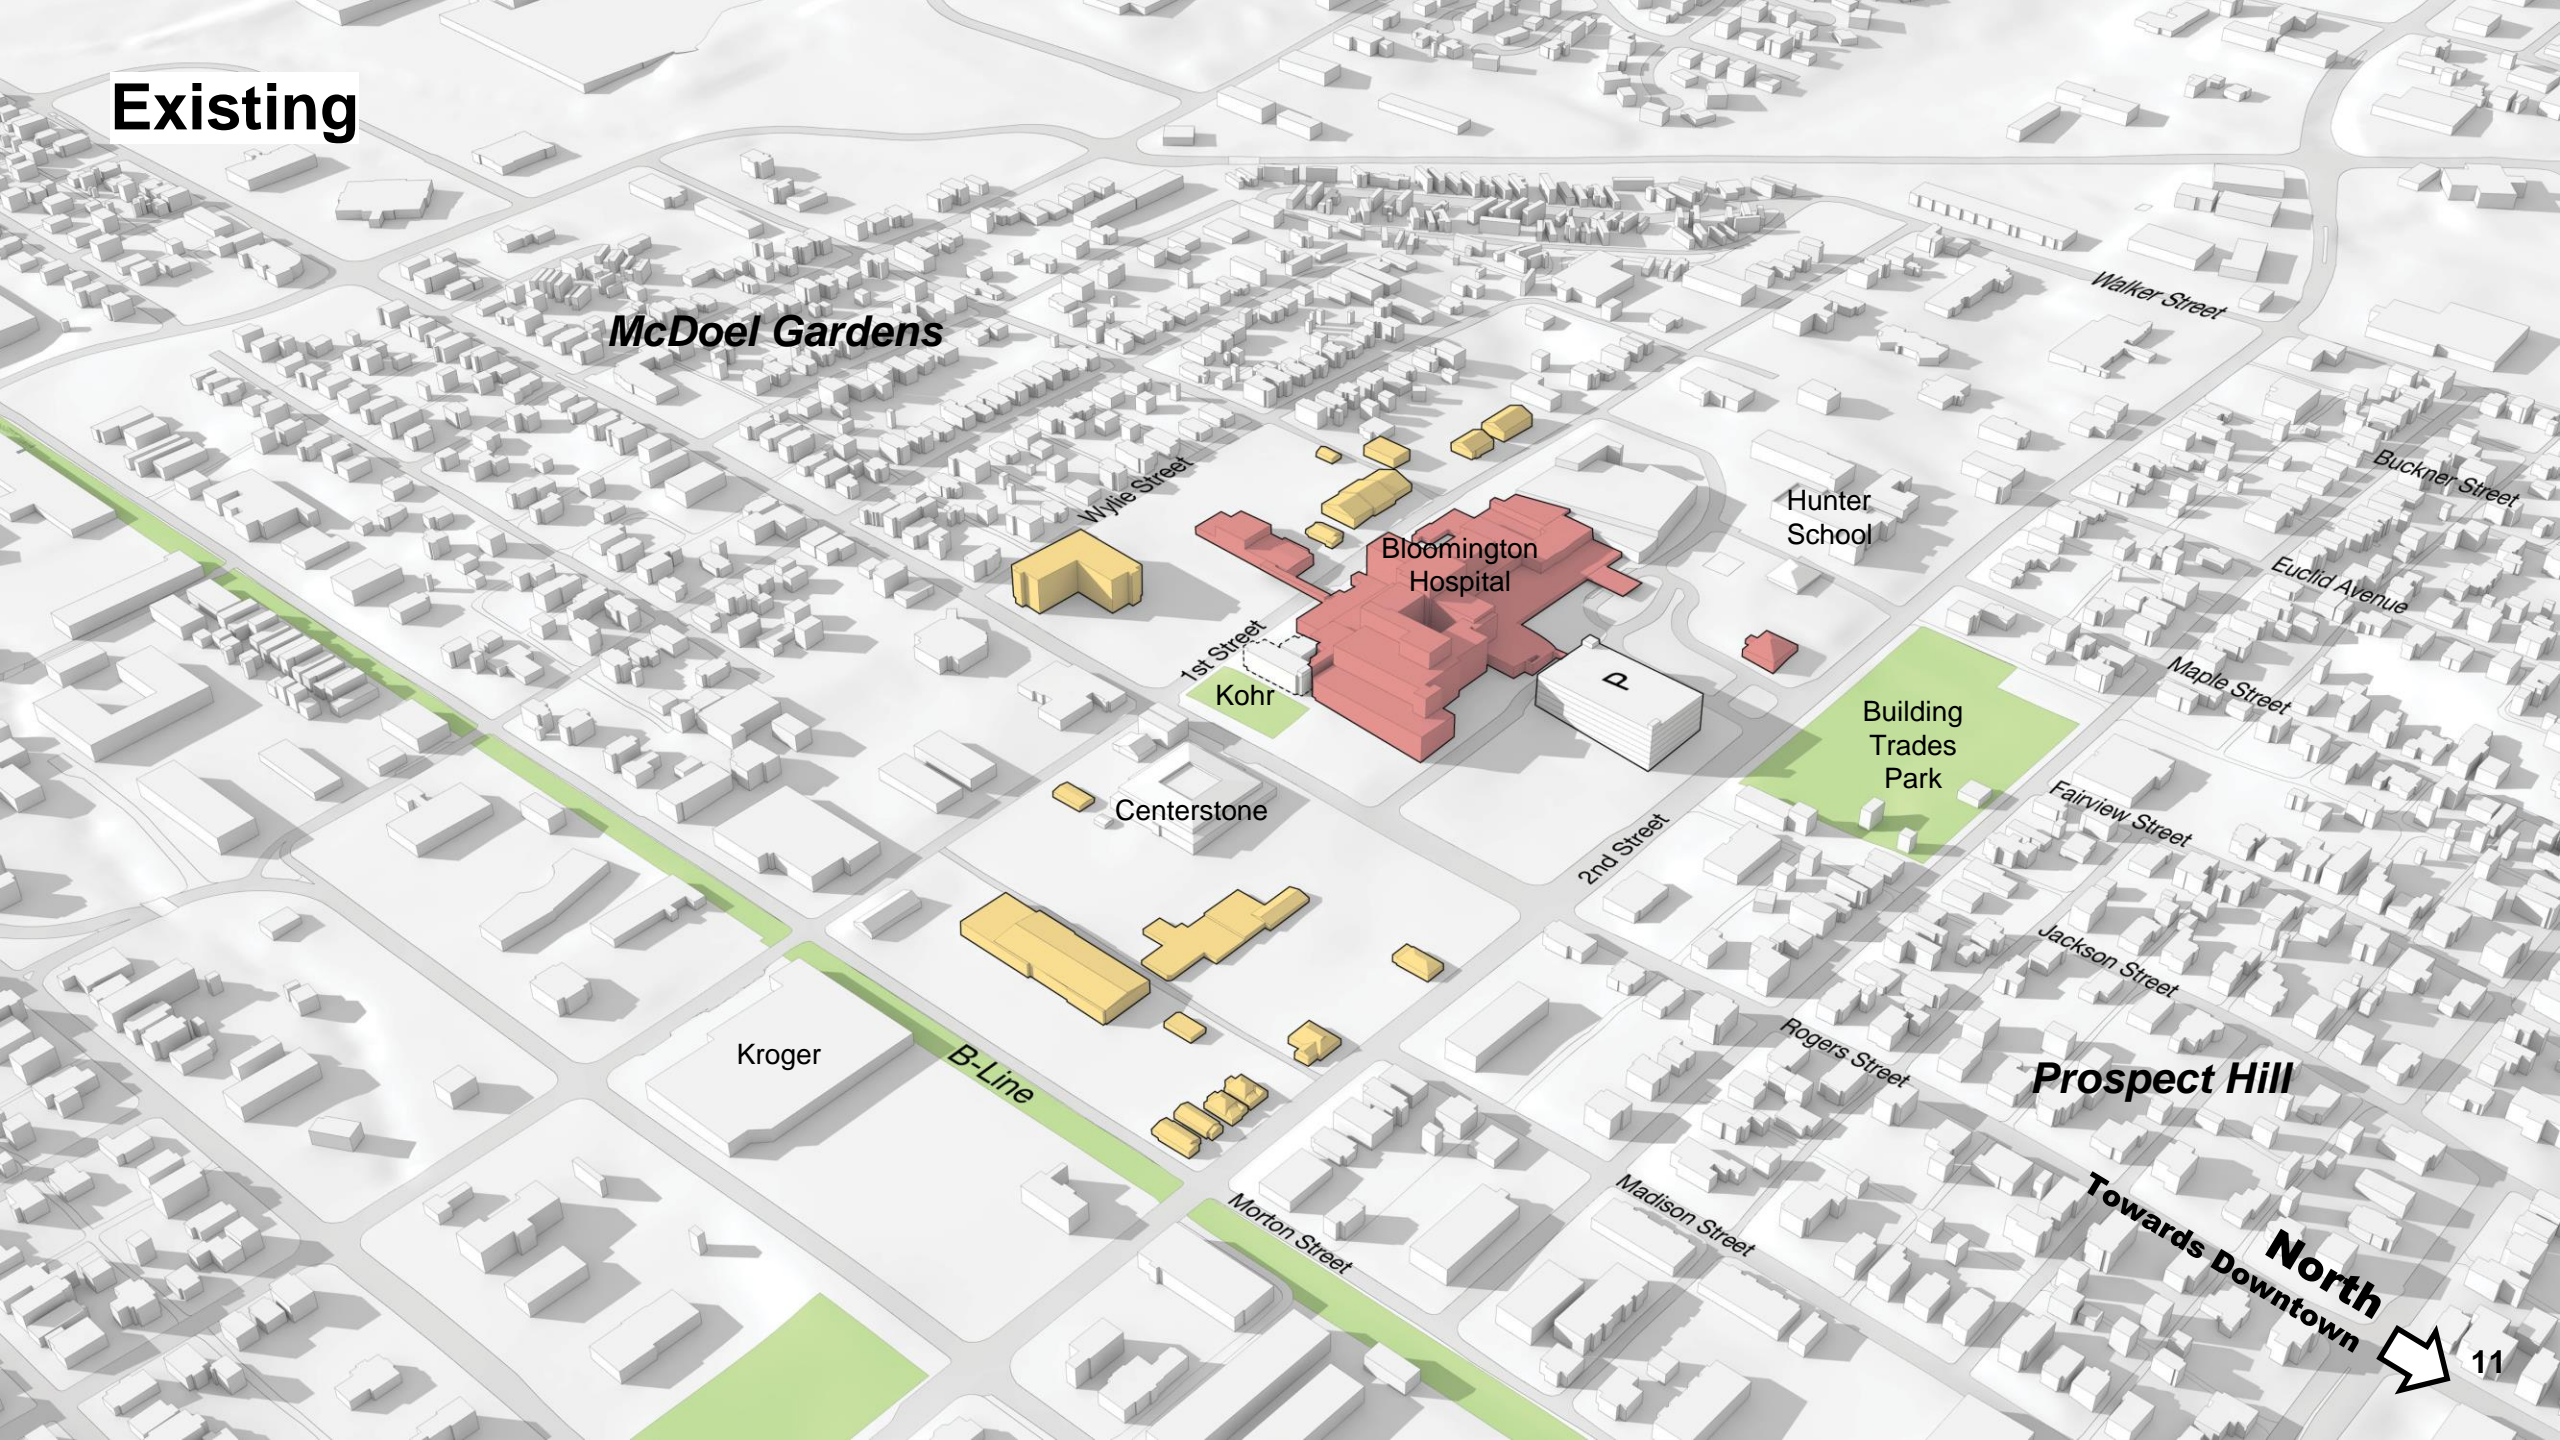 Existing
Walker Street
McDoel Gardens
Buckner Street
Wylie Street
Hunter
School
Bloomington
Hospital
Euclid Avenue
1st Street
Kohr
P
Maple Street
Building
Trades
Park
Centerstone
Fairview Street
2nd Street
Jackson Street
Kroger
B-Line
Rogers Street
Prospect Hill
Morton Street
Madison Street
Towards Downtown
North
11